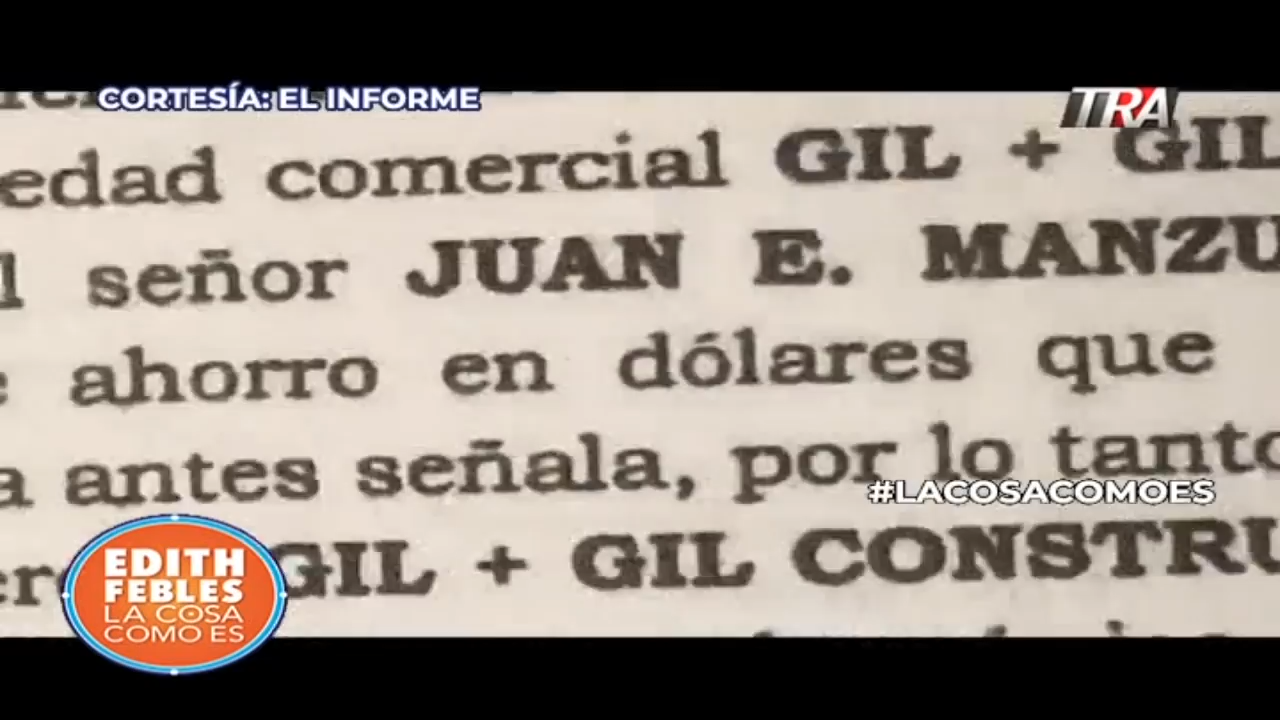 CORTESÍA: EL INFORME
TRA
edad comercial GIL + GIL
señor JUAN E. MANZU
ahorro en dólares que
a antes señala, por lo tanto
#LACOSACOMOES
GIL + GIL CONSTRU
EDITH
FEBLES
LA COSA
COMO ES